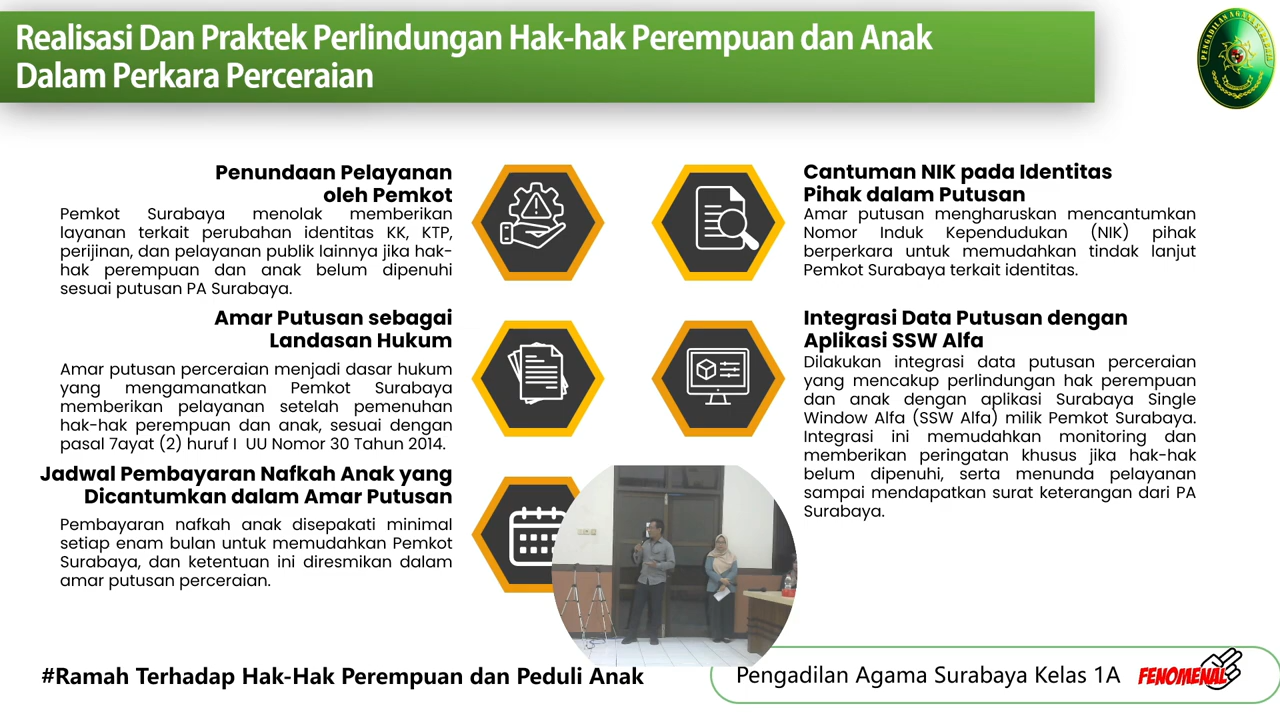 Realisasi Dan Praktek Perlindungan Hak-hak Perempuan dan Anak
Dalam Perkara Perceraian
Penundaan Pelayanan
oleh Pemkot
Pemkot Surabaya menolak memberikan
layanan terkait perubahan identitas KK, KTP,
perijinan, dan pelayanan publik lainnya jika hak-
hak perempuan dan anak belum dipenuhi
sesuai putusan PA Surabaya.
Amar Putusan sebagai
Landasan Hukum
Amar putusan perceraian menjadi dasar hukum
yang mengamanatkan Pemkot Surabaya
memberikan pelayanan setelah pemenuhan
hak-hak perempuan dan anak, sesuai dengan
pasal 7ayat (2) huruf I UU Nomor 30 Tahun 2014.
Jadwal Pembayaran Nafkah Anak yang
Dicantumkan dalam Amar Putusan
Pembayaran nafkah anak disepakati minimal
setiap enam bulan untuk memudahkan Pemkot
Surabaya, dan ketentuan ini diresmikan dalam
amar putusan perceraian.
Cantuman NIK pada Identitas
Pihak dalam Putusan
Amar putusan mengharuskan mencantumkan
Nomor Induk Kependudukan (NIK) pihak
berperkara untuk memudahkan tindak lanjut
Pemkot Surabaya terkait identitas.
Integrasi Data Putusan dengan
Aplikasi SSW Alfa
Dilakukan integrasi data putusan perceraian
yang mencakup perlindungan hak perempuan
dan anak dengan aplikasi Surabaya Single
Window Alfa (SSW Alfa) milik Pemkot Surabaya.
Integrasi ini memudahkan monitoring dan
memberikan peringatan khusus jika hak-hak
belum dipenuhi, serta menunda pelayanan
sampai mendapatkan surat keterangan dari PA
Surabaya.
#Ramah Terhadap Hak-Hak Perempuan dan Peduli Anak
Pengadilan Agama Surabaya Kelas 1A
FENOMENAL